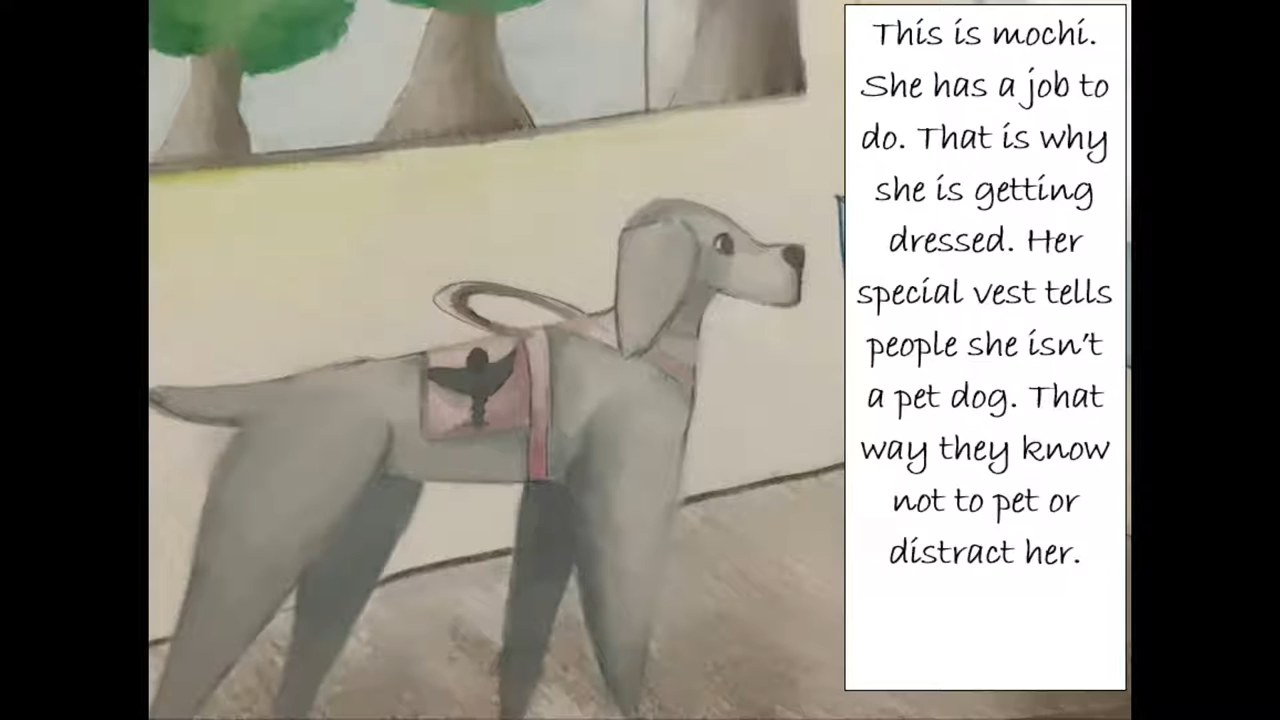 This is mochi.
She has a job to
do. That is why
she is getting
dressed. Her
special vest tells
people she isn't
a pet dog. That
way they know
not to pet or
distract her.